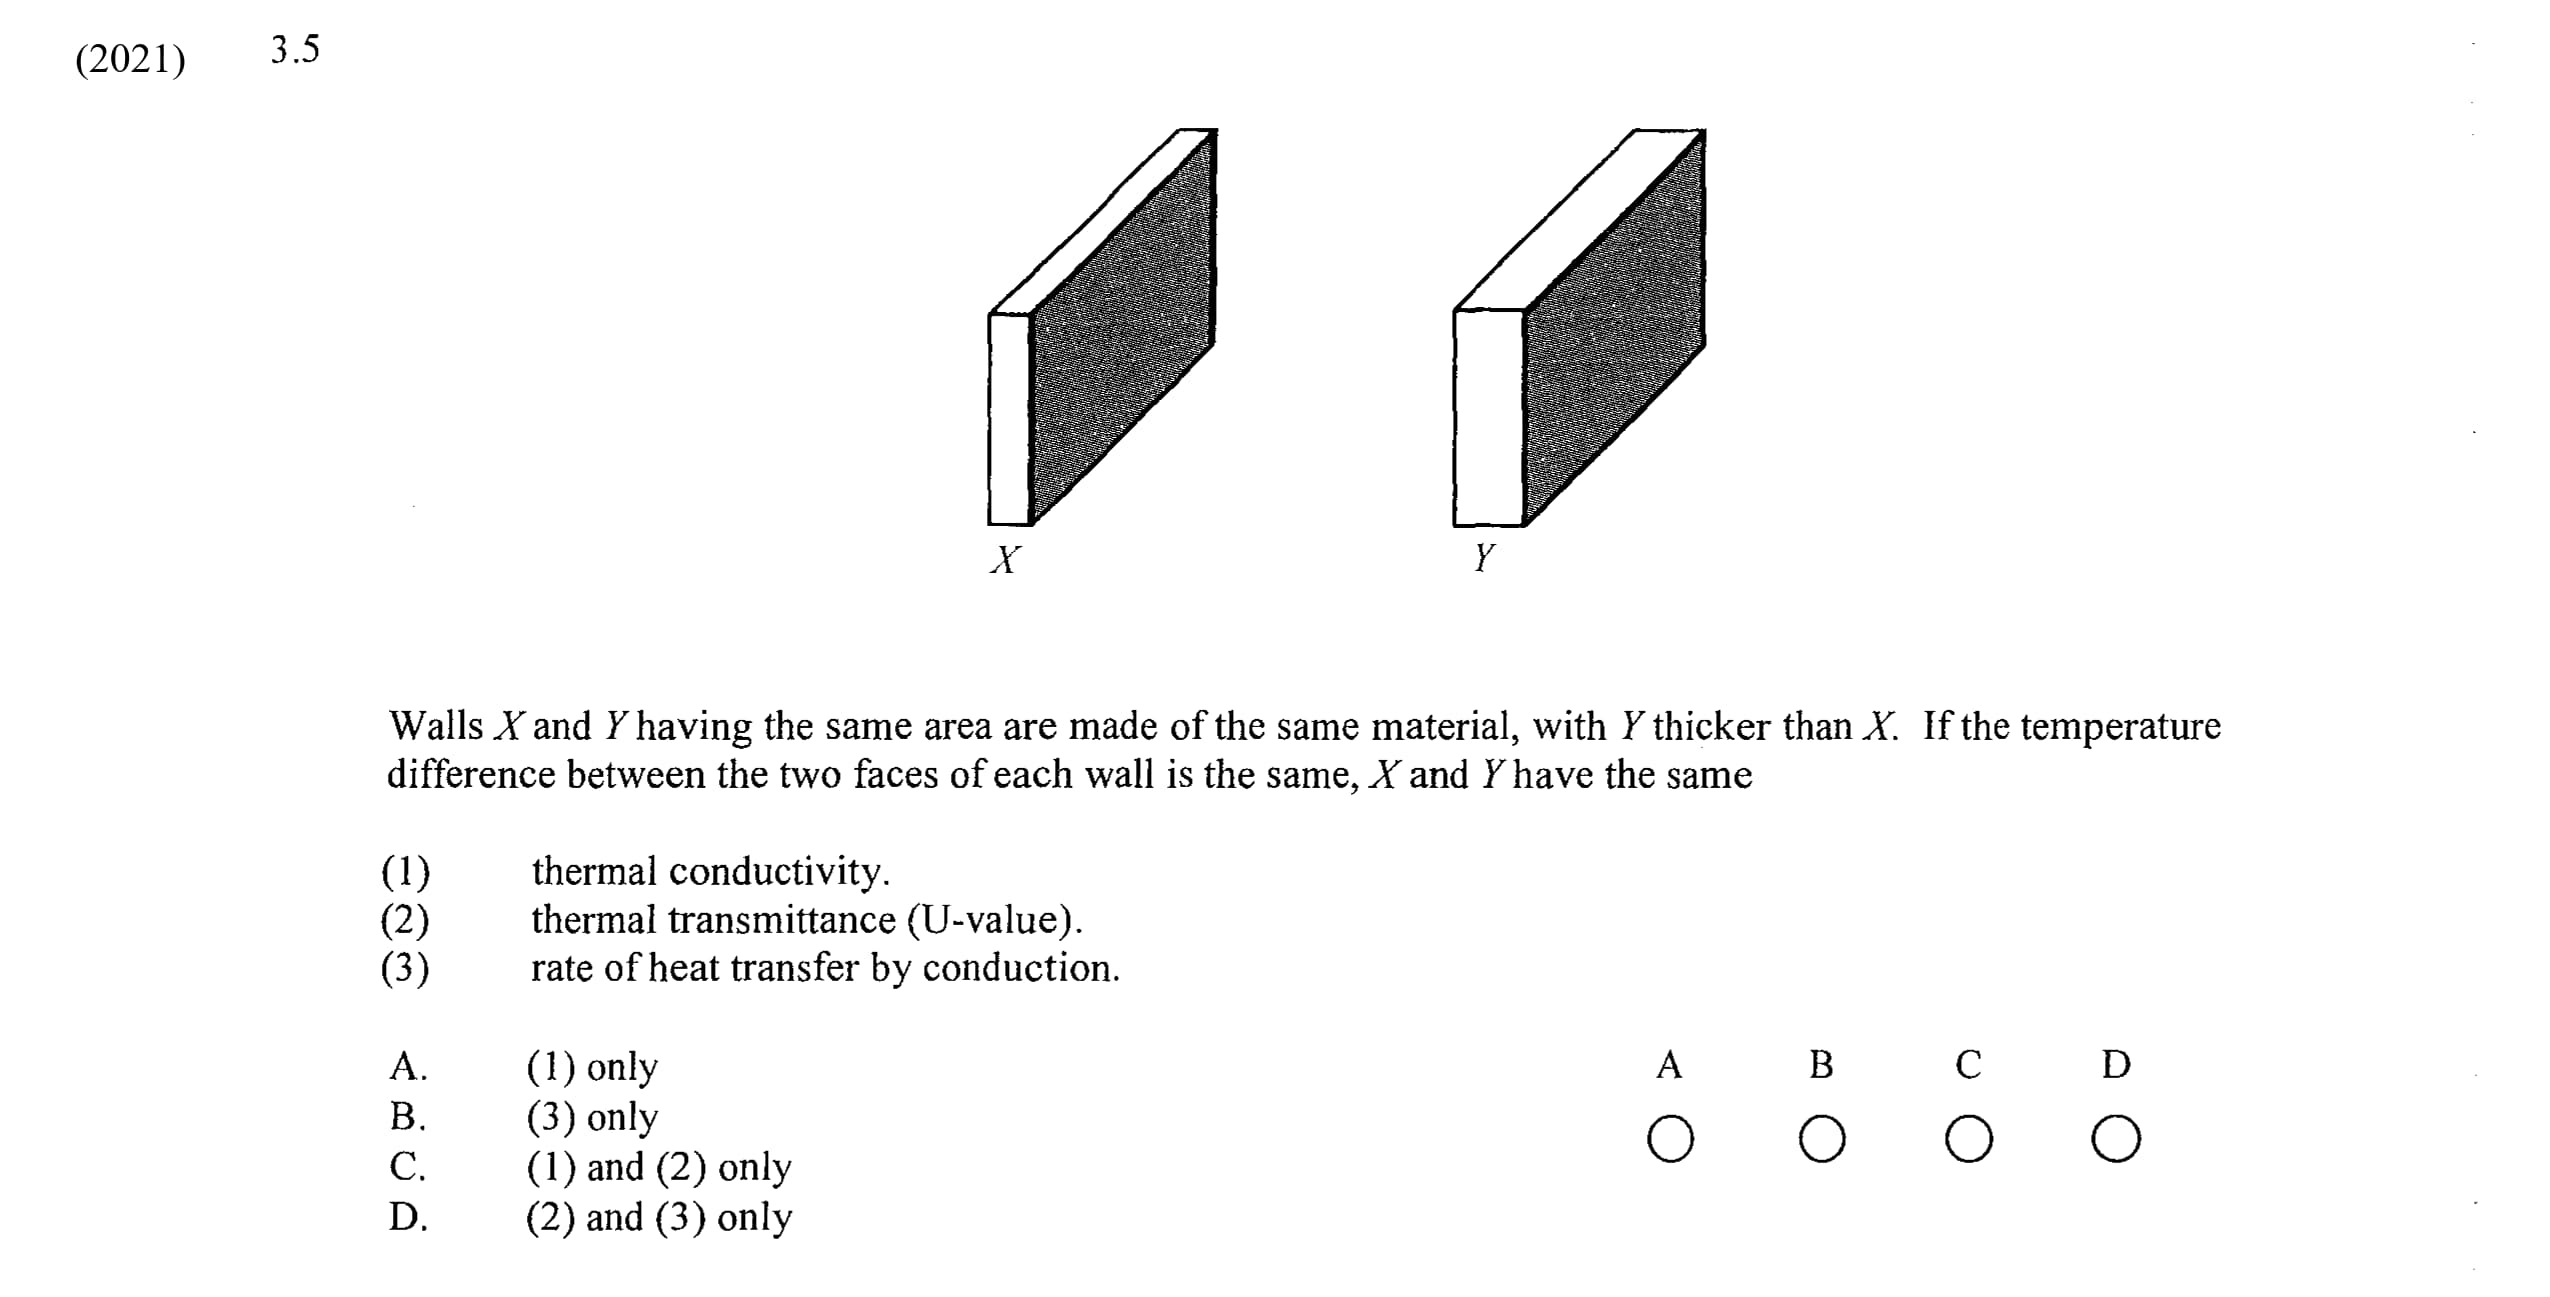 (2021) 3.5
X Y
Walls X and Y having the same area are made of the same material, with Y thicker than X. If the temperature
difference between the two faces of each wall is the same, X and Y have the same
(1) thermal conductivity.
(2) thermal transmittance (U-value).
(3) rate of heat transfer by conduction.
A. (1) only
B. (3) only
C. (1) and (2) only
D. (2) and (3) only
A B C D